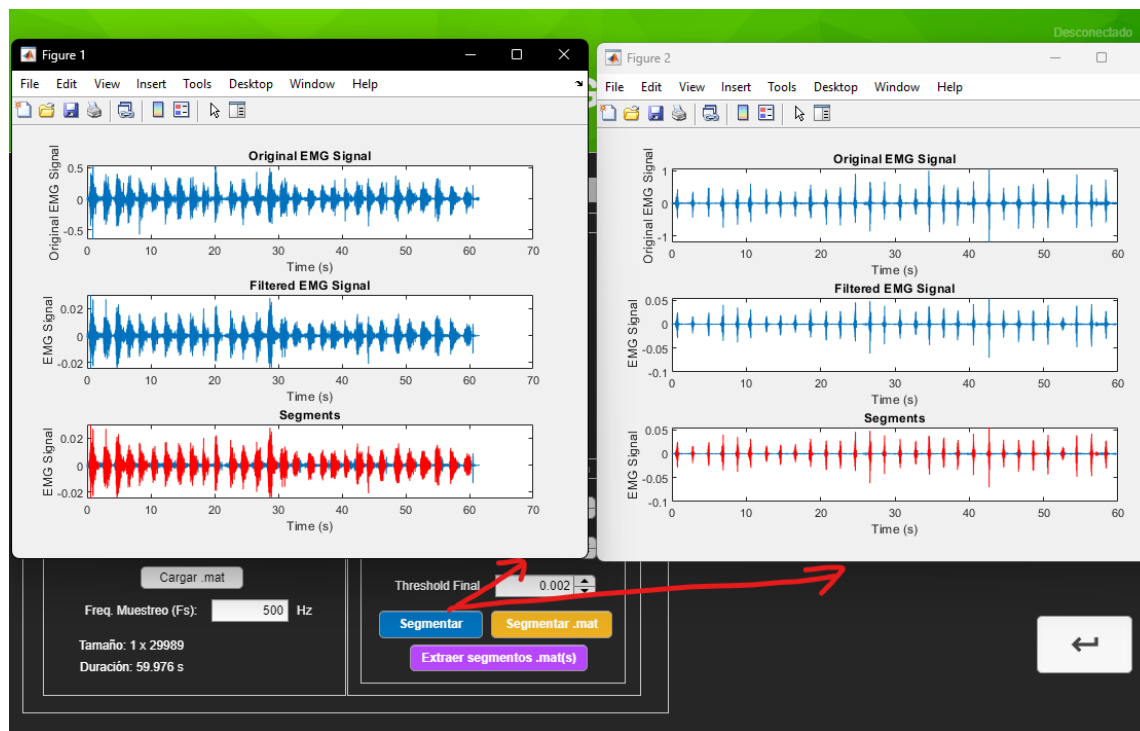 Desconectado
Figure 1
File Edit View Insert Tools Desktop Window Help
Original EMG Signal
Original EMG Signal
0.5
0
-0.5
0 10 20 30 40 50 60 70
Time (s)
Filtered EMG Signal
EMG Signal
0.02
0
-0.02
0 10 20 30 40 50 60 70
Time (s)
Segments
EMG Signal
0.02
0
-0.02
0 10 20 30 40 50 60 70
Time (s)
Figure 2
File Edit View Insert Tools Desktop Window Help
Original EMG Signal
Original EMG Signal
1
0
-1
0 10 20 30 40 50 60
Time (s)
Filtered EMG Signal
EMG Signal
0.05
0
-0.05
-0.1
0 10 20 30 40 50 60
Time (s)
Segments
EMG Signal
0.05
0
-0.05
-0.1
0 10 20 30 40 50 60
Time (s)
Cargar .mat
Freq. Muestreo (Fs): 500 Hz
Tamaño: 1 x 29989
Duración: 59.976 s
Threshold Final 0.002
Segmentar Segmentar .mat
Extraer segmentos .mat(s)